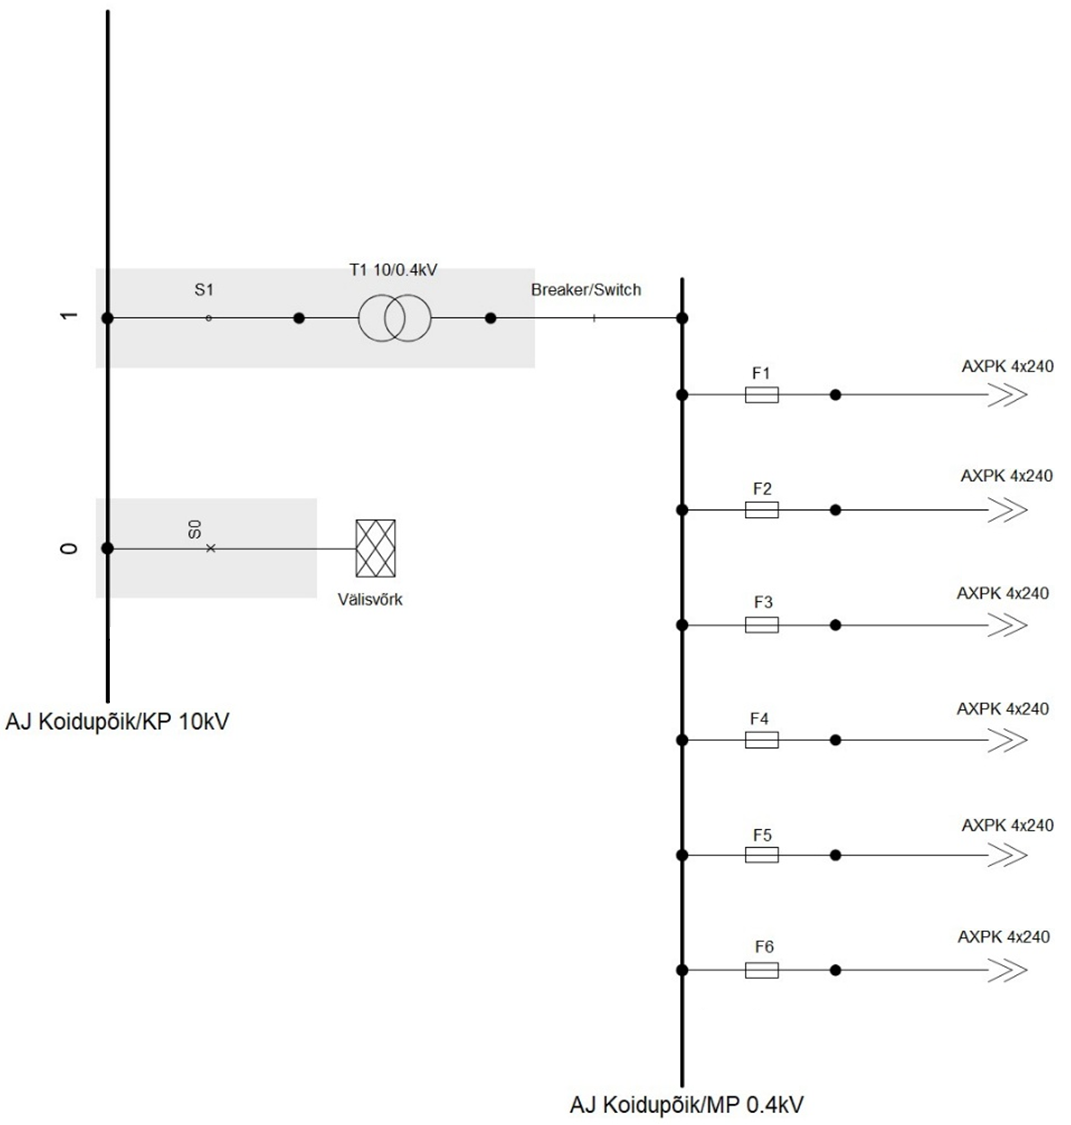 T1 10/0.4kV
S1
Breaker/Switch
1
F1
AXPK 4x240
F2
AXPK 4x240
S0
0
Välisvõrk
F3
AXPK 4x240
AJ Koidupõik/KP 10kV
F4
AXPK 4x240
F5
AXPK 4x240
F6
AXPK 4x240
AJ Koidupõik/MP 0.4kV